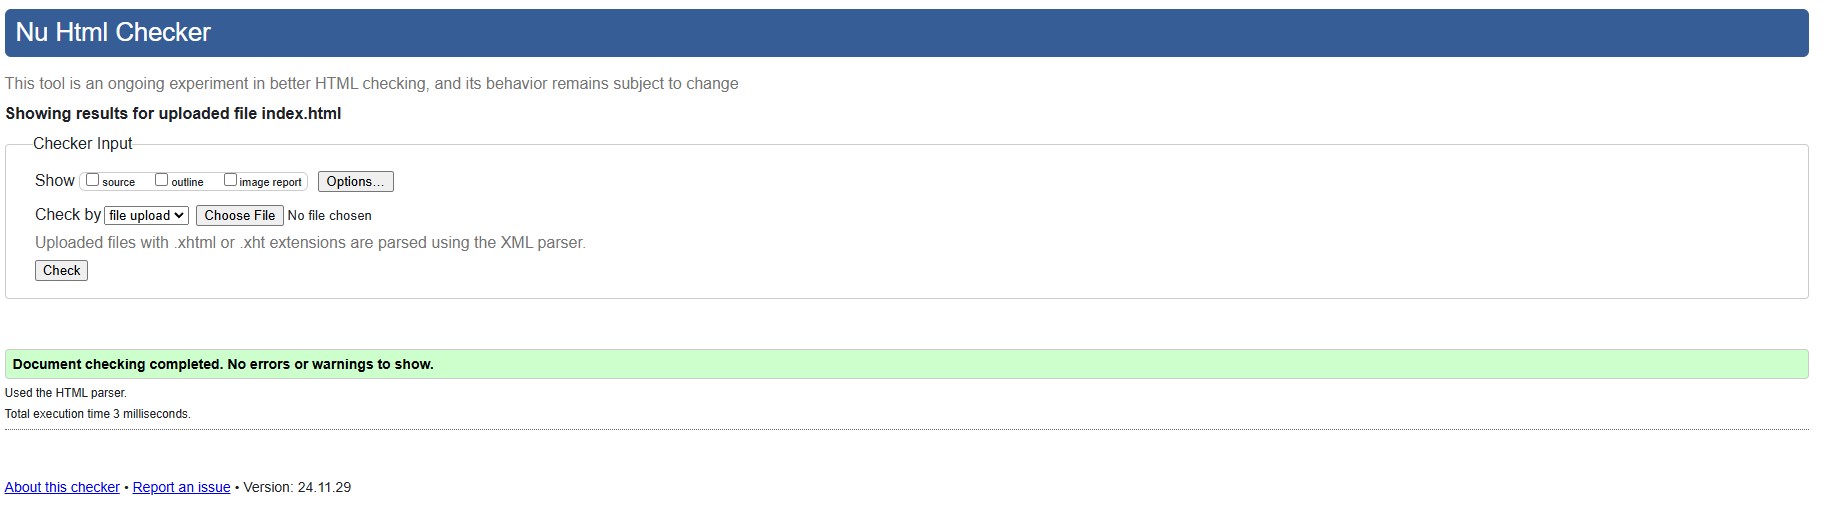 Nu Html Checker
This tool is an ongoing experiment in better HTML checking, and its behavior remains subject to change
Showing results for uploaded file index.html
Checker Input
Show source outline image report Options...
Check by file upload Choose File No file chosen
Uploaded files with .xhtml or .xht extensions are parsed using the XML parser.
Check
Document checking completed. No errors or warnings to show.
Used the HTML parser.
Total execution time 3 milliseconds.
About this checker • Report an issue • Version: 24.11.29